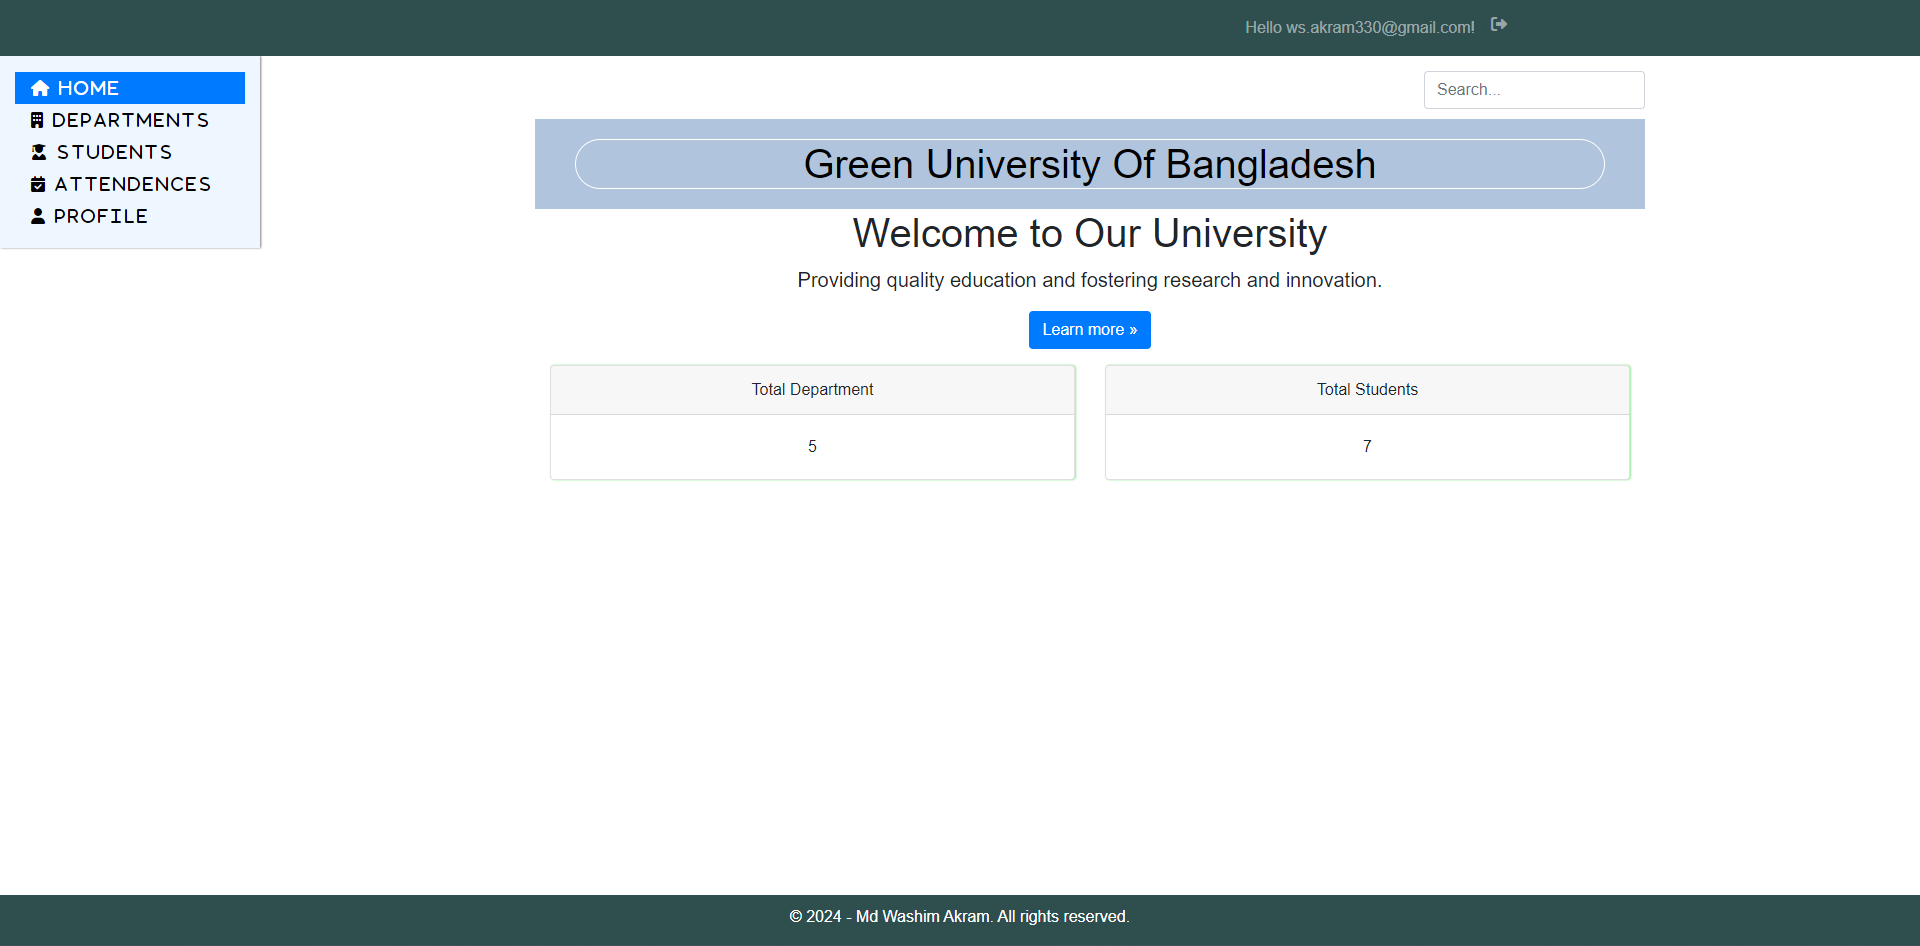 Hello ws.akram330@gmail.com!
HOME
DEPARTMENTS
STUDENTS
ATTENDENCES
PROFILE
Search...
Green University Of Bangladesh
Welcome to Our University
Providing quality education and fostering research and innovation.
Learn more »
Total Department
5
Total Students
7
© 2024 - Md Washim Akram. All rights reserved.